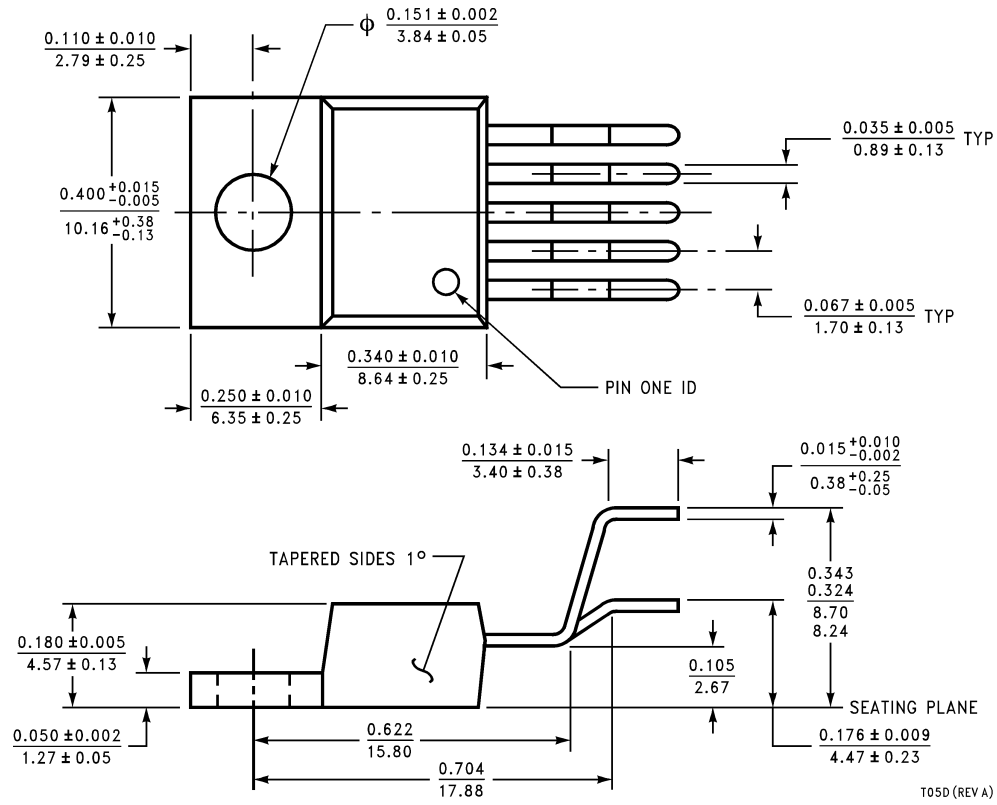 ϕ 0.151 ± 0.002
3.84 ± 0.05
0.110 ± 0.010
2.79 ± 0.25
0.035 ± 0.005 TYP
0.89 ± 0.13
0.400 +0.015 -0.005
10.16 +0.38 -0.13
0.067 ± 0.005 TYP
1.70 ± 0.13
0.340 ± 0.010
8.64 ± 0.25
PIN ONE ID
0.250 ± 0.010
6.35 ± 0.25
0.134 ± 0.015
3.40 ± 0.38
0.015 +0.010 -0.002
0.38 +0.25 -0.05
TAPERED SIDES 1°
0.343
0.324
8.70
8.24
0.180 ±0.005
4.57 ± 0.13
0.105
2.67
SEATING PLANE
0.050 ±0.002
1.27 ± 0.05
0.622
15.80
0.176 ±0.009
4.47 ± 0.23
0.704
17.88
T05D (REV A)